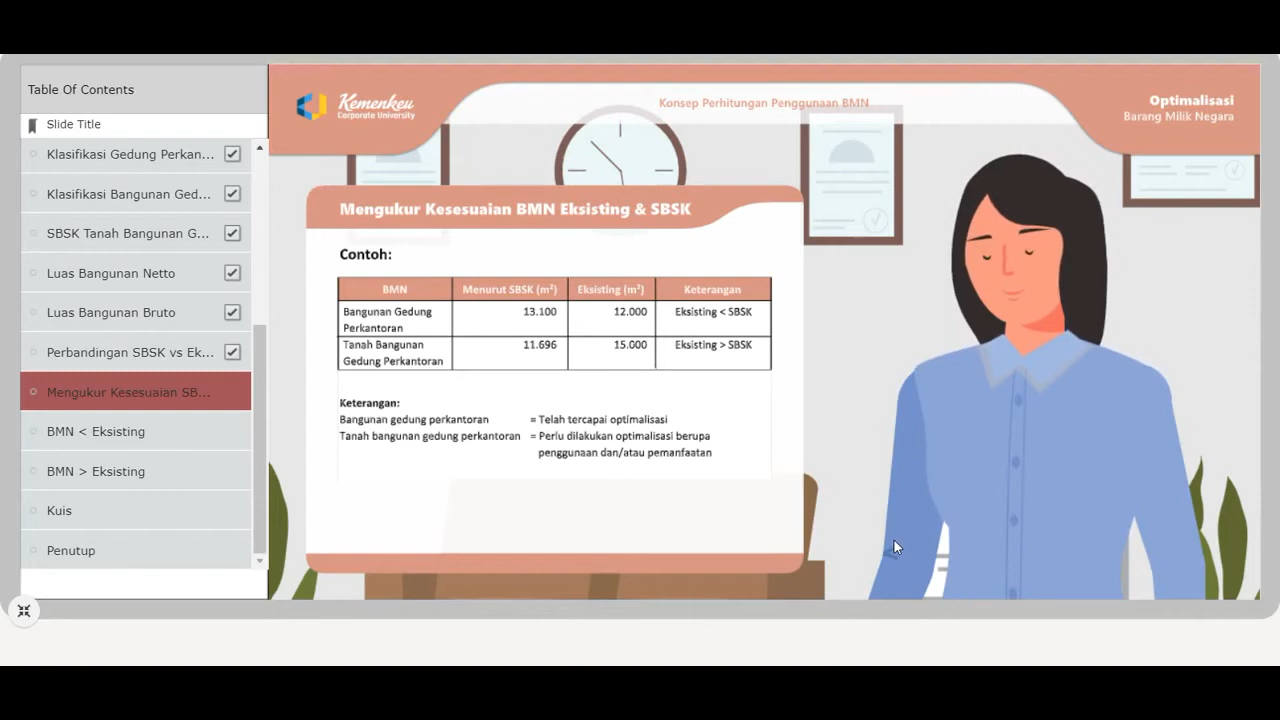 Table Of Contents
Slide Title
Klasifikasi Gedung Perkan...
Klasifikasi Bangunan Ged...
SBSK Tanah Bangunan G...
Luas Bangunan Netto
Luas Bangunan Bruto
Perbandingan SBSK vs Ek...
Mengukur Kesesuaian SB...
BMN < Eksisting
BMN > Eksisting
Kuis
Penutup
Kemenkeu
Corporate University
Konsep Perhitungan Penggunaan BMN
Optimalisasi
Barang Milik Negara
Mengukur Kesesuaian BMN Eksisting & SBSK
Contoh:
BMN Menurut SBSK (m²) Eksisting (m²) Keterangan
Bangunan Gedung Perkantoran 13.100 12.000 Eksisting < SBSK
Tanah Bangunan Gedung Perkantoran 11.696 15.000 Eksisting > SBSK
Keterangan:
Bangunan gedung perkantoran = Telah tercapai optimalisasi
Tanah bangunan gedung perkantoran = Perlu dilakukan optimalisasi berupa
penggunaan dan/atau pemanfaatan